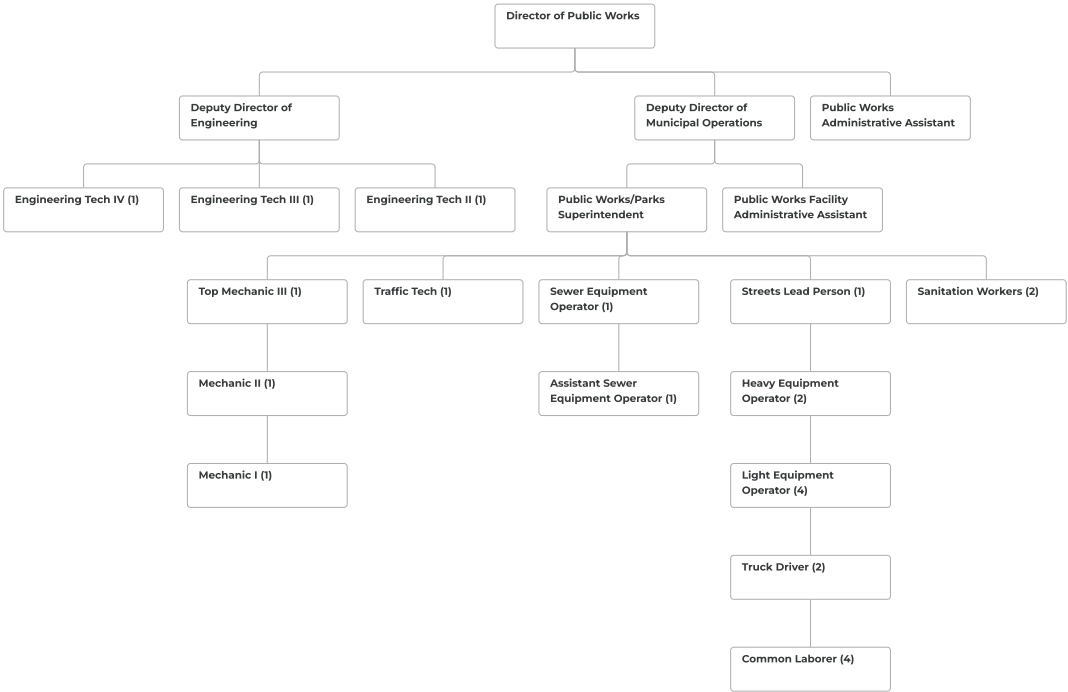 Director of Public Works
Deputy Director of
Engineering
Deputy Director of
Municipal Operations
Public Works
Administrative Assistant
Engineering Tech IV (1)
Engineering Tech III (1)
Engineering Tech II (1)
Public Works/Parks
Superintendent
Public Works Facility
Administrative Assistant
Top Mechanic III (1)
Traffic Tech (1)
Sewer Equipment
Operator (1)
Streets Lead Person (1)
Sanitation Workers (2)
Mechanic II (1)
Assistant Sewer
Equipment Operator (1)
Heavy Equipment
Operator (2)
Mechanic I (1)
Light Equipment
Operator (4)
Truck Driver (2)
Common Laborer (4)